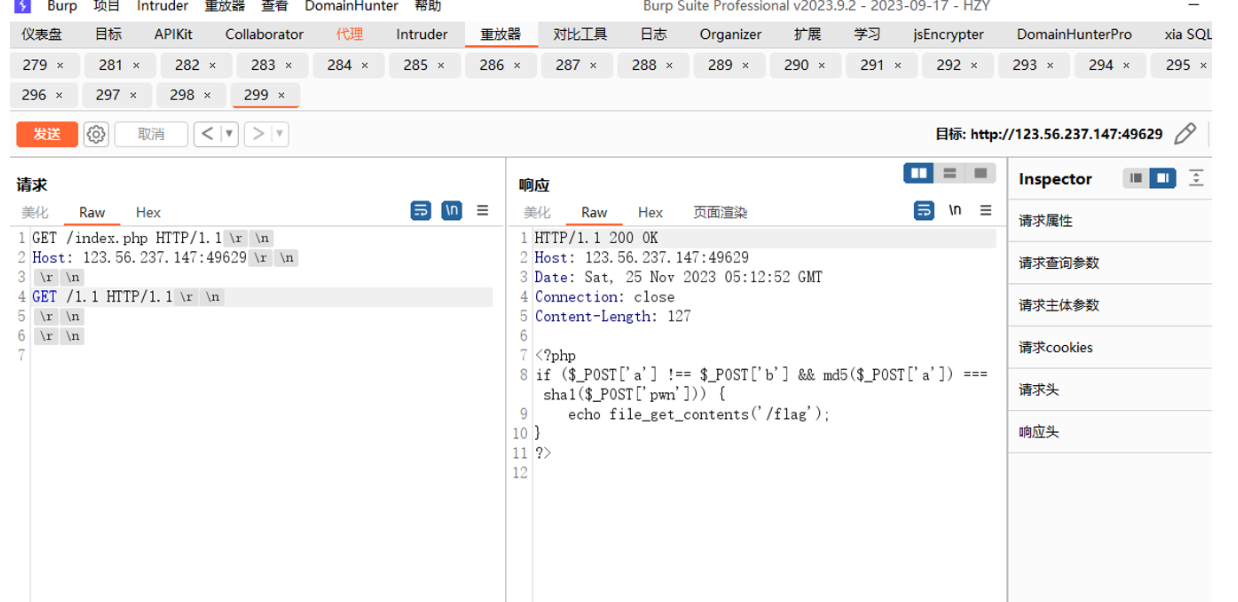 Burp 项目 Intruder 重放器 查看 DomainHunter 帮助 Burp Suite Professional v2023.9.2 - 2023-09-17 - HZY
仪表盘 目标 APIKit Collaborator 代理 Intruder 重放器 对比工具 日志 Organizer 扩展 学习 jsEncrypter DomainHunterPro xia SQL
279 × 281 × 282 × 283 × 284 × 285 × 286 × 287 × 288 × 289 × 290 × 291 × 292 × 293 × 294 × 295 ×
296 × 297 × 298 × 299 ×
发送 取消 < ▼ > ▼ 目标: http://123.56.237.147:49629
请求
美化 Raw Hex \n
1 GET /index.php HTTP/1.1 \r \n
2 Host: 123.56.237.147:49629 \r \n
3 \r \n
4 GET /1.1 HTTP/1.1 \r \n
5 \r \n
6 \r \n
7
响应
美化 Raw Hex 页面渲染 \n
1 HTTP/1.1 200 OK
2 Host: 123.56.237.147:49629
3 Date: Sat, 25 Nov 2023 05:12:52 GMT
4 Connection: close
5 Content-Length: 127
6
7 <?php
8 if ($_POST['a'] !== $_POST['b'] && md5($_POST['a']) ===
sha1($_POST['pwn'])) {
9 echo file_get_contents('/flag');
10 }
11 ?>
12
Inspector
请求属性
请求查询参数
请求主体参数
请求cookies
请求头
响应头